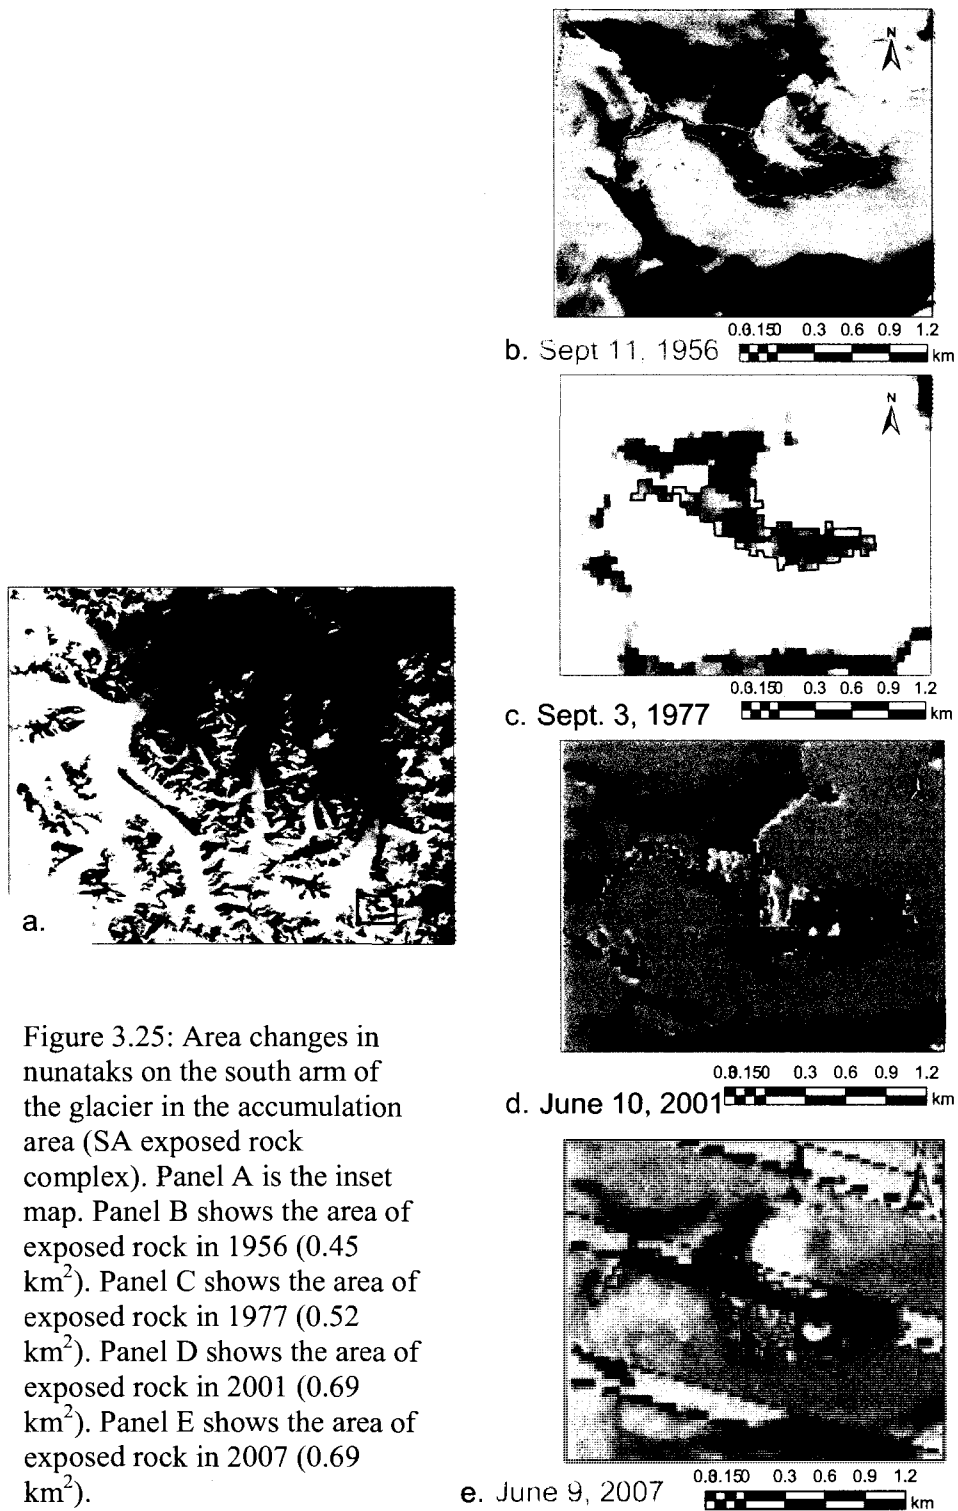 N
0.0.150 0.3 0.6 0.9 1.2
b. Sept 11, 1956
km
N
0.0.150 0.3 0.6 0.9 1.2
c. Sept. 3, 1977
km
a.
0.0.150 0.3 0.6 0.9 1.2
d. June 10, 2001
km
Figure 3.25: Area changes in
nunataks on the south arm of
the glacier in the accumulation
area (SA exposed rock
complex). Panel A is the inset
map. Panel B shows the area of
exposed rock in 1956 (0.45
km²). Panel C shows the area of
exposed rock in 1977 (0.52
km²). Panel D shows the area of
exposed rock in 2001 (0.69
km²). Panel E shows the area of
exposed rock in 2007 (0.69
km²).
0.0.150 0.3 0.6 0.9 1.2
e. June 9, 2007
km